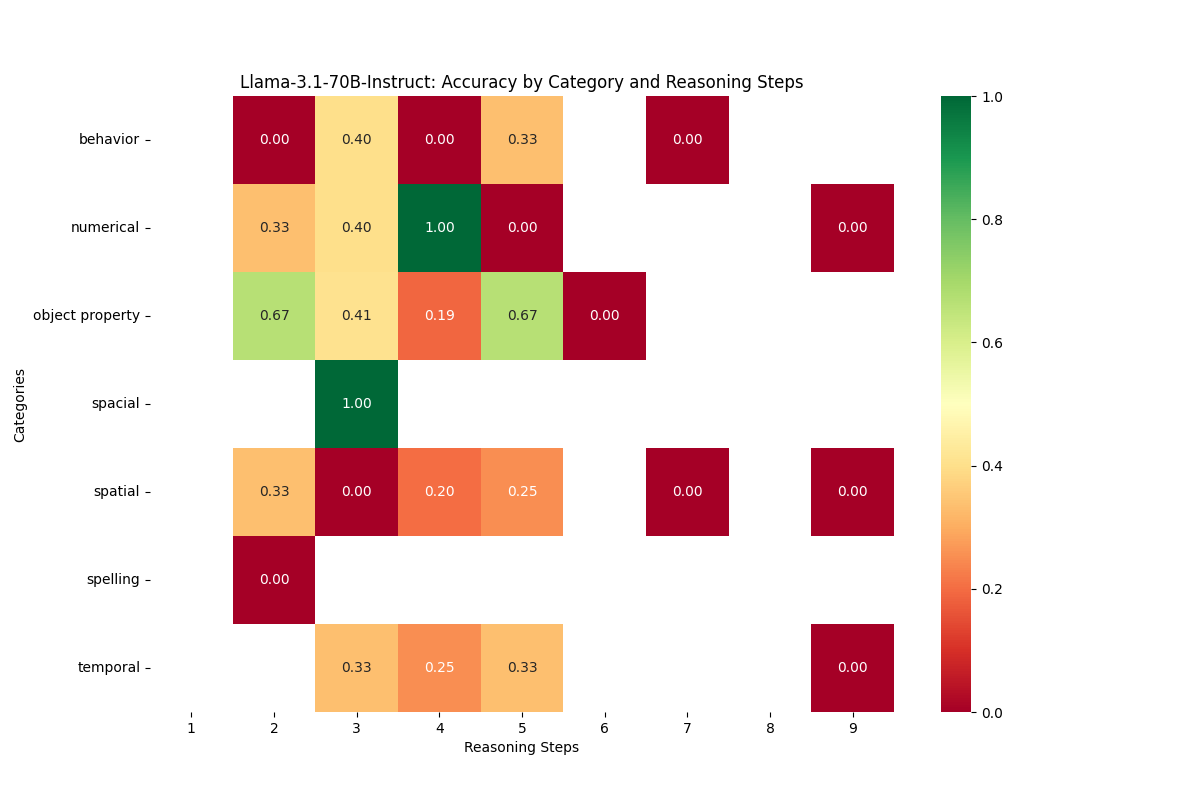 Llama-3.1-70B-Instruct: Accuracy by Category and Reasoning Steps
behavior 0.00 0.40 0.00 0.33 0.00
numerical 0.33 0.40 1.00 0.00 0.00
object property 0.67 0.41 0.19 0.67 0.00
spacial 1.00
spatial 0.33 0.00 0.20 0.25 0.00 0.00
spelling 0.00
temporal 0.33 0.25 0.33 0.00
1 2 3 4 5 6 7 8 9
Reasoning Steps
Categories
1.0
0.8
0.6
0.4
0.2
0.0